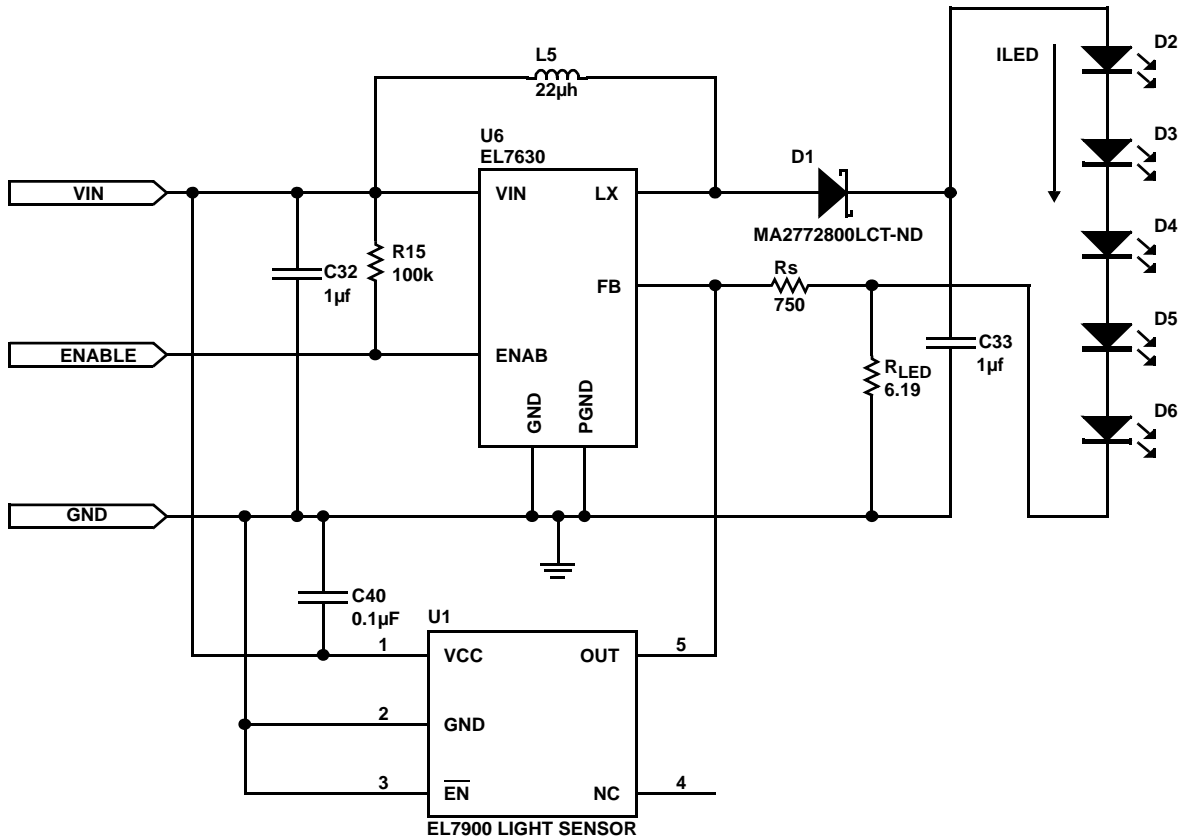 D2
L5
ILED
22µh
U6
EL7630
D3
D1
VIN
VIN
LX
MA2772800LCT-ND
D4
R15
100k
C32
1µf
Rs
750
FB
D5
ENABLE
ENAB
C33
1µf
RLED
6.19
GND
PGND
D6
GND
C40
0.1µF
U1
1
VCC
OUT
5
2
GND
3
EN
NC
4
EL7900 LIGHT SENSOR